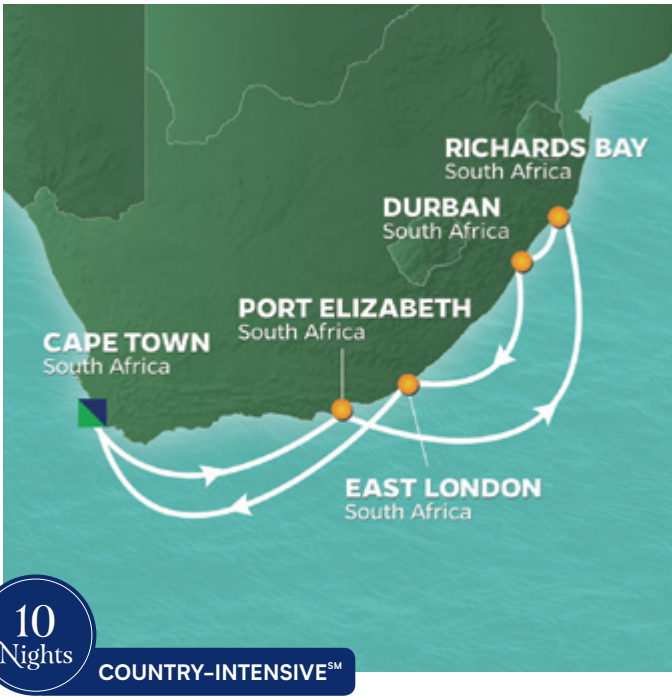 RICHARDS BAY
South Africa
DURBAN
South Africa
PORT ELIZABETH
South Africa
CAPE TOWN
South Africa
EAST LONDON
South Africa
10
Nights
COUNTRY-INTENSIVE℠